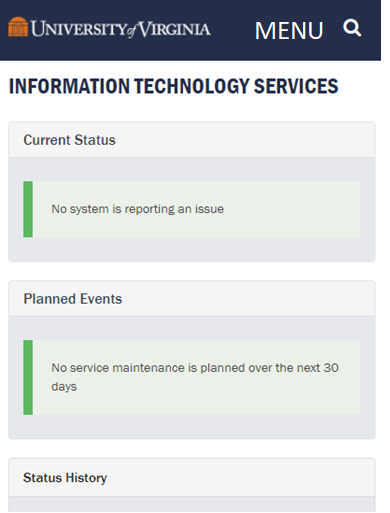 UNIVERSITY of VIRGINIA
MENU
INFORMATION TECHNOLOGY SERVICES
Current Status
No system is reporting an issue
Planned Events
No service maintenance is planned over the next 30
days
Status History